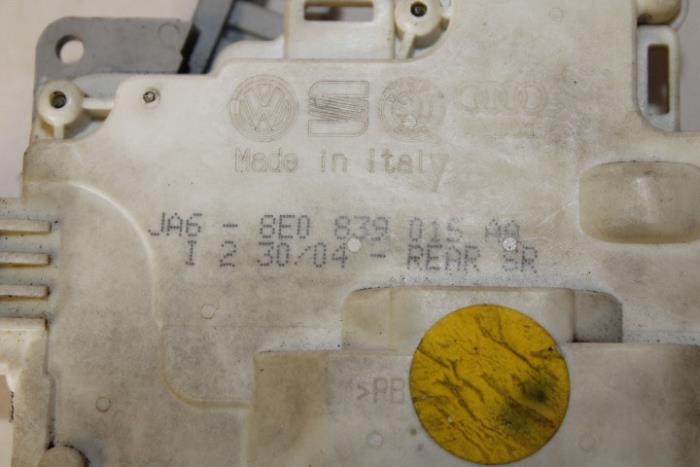 Made in italy
JA6 - 8E0 839 015 AA
I 2 30/04 - REAR SR
>PB